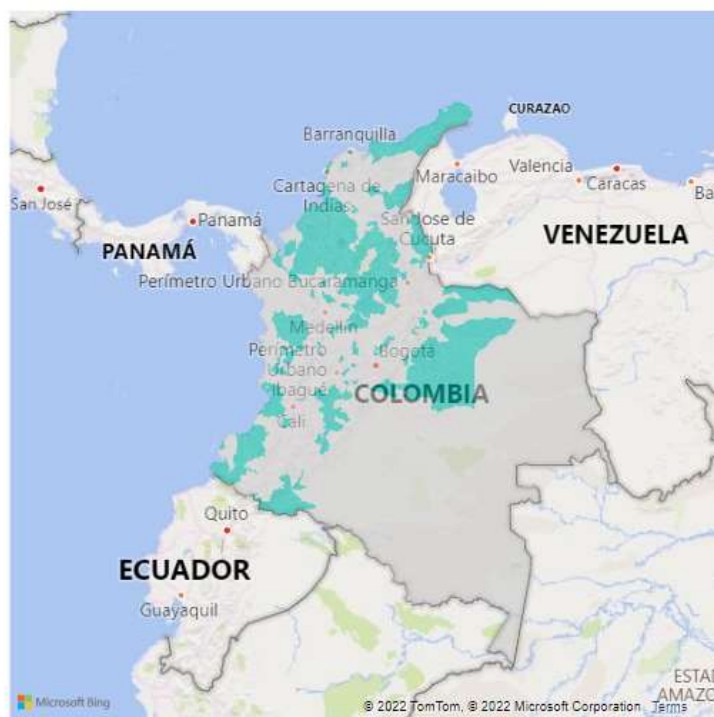 CURAZAO
Barranquilla
Maracaibo
Valencia
Caracas
Ba
Cartagena de
Indias
San José
Panamá
San Jose de
Cucuta
PANAMÁ
VENEZUELA
Perímetro Urbano Bucaramanga
Medellín
Perímetro
Urbano
Ibagué
Bogotá
COLOMBIA
Cali
Quito
ECUADOR
Guayaquil
ESTA
AMAZO
Microsoft Bing
© 2022 TomTom, © 2022 Microsoft Corporation Terms